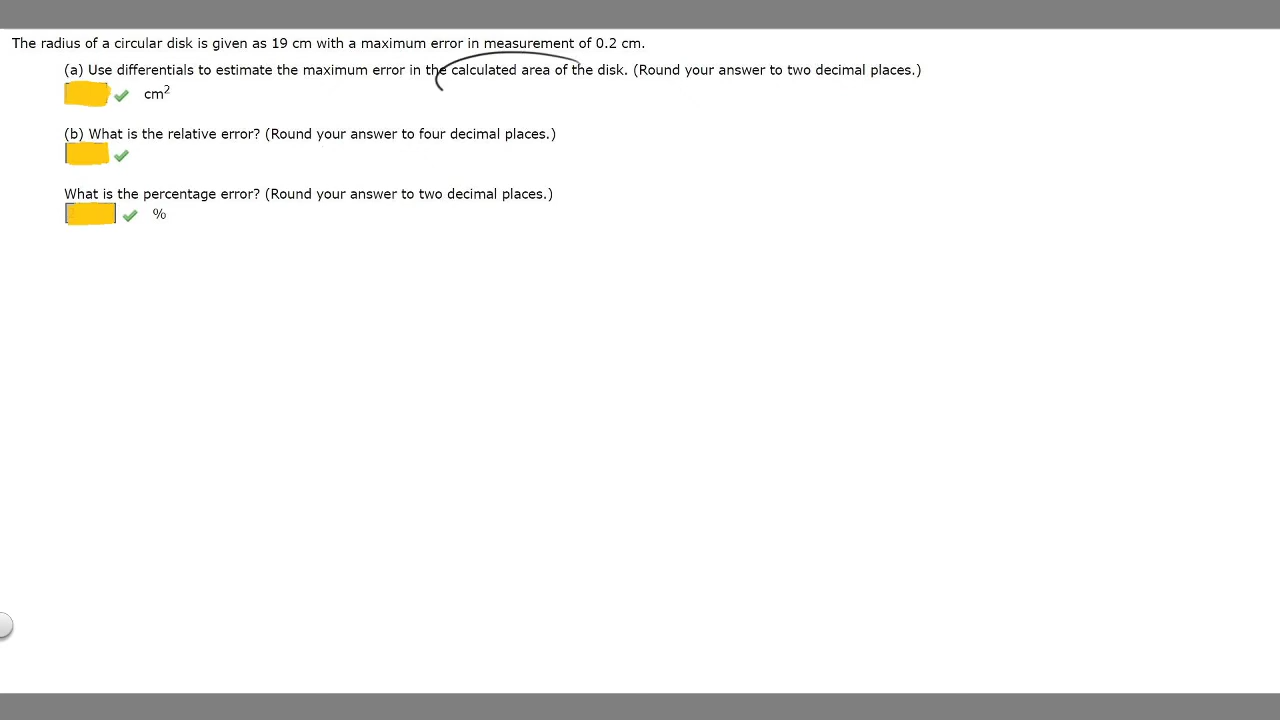 The radius of a circular disk is given as 19 cm with a maximum error in measurement of 0.2 cm.
(a) Use differentials to estimate the maximum error in the calculated area of the disk. (Round your answer to two decimal places.)
cm²
(b) What is the relative error? (Round your answer to four decimal places.)
What is the percentage error? (Round your answer to two decimal places.)
%